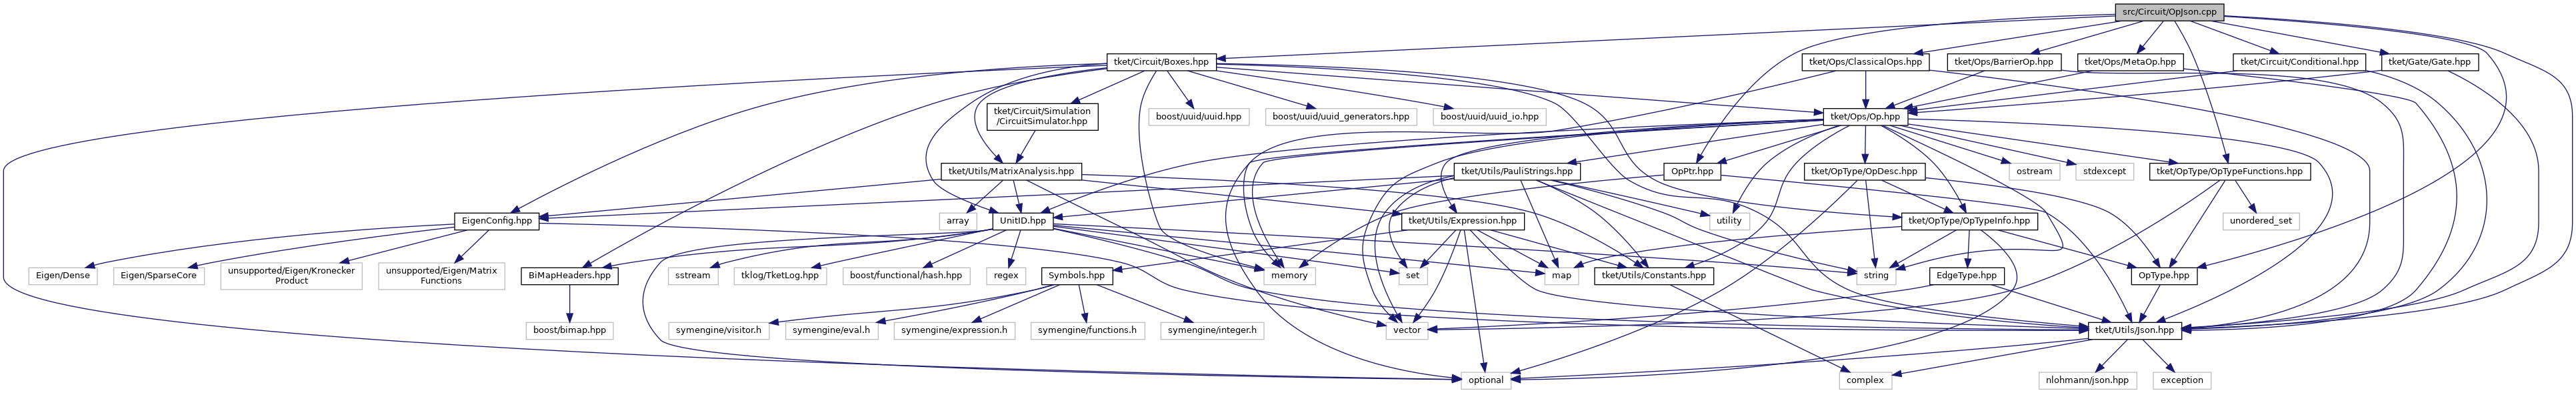 src/Circuit/OpJson.cpp
tket/Circuit/Boxes.hpp
tket/Ops/ClassicalOps.hpp
tket/Ops/BarrierOp.hpp
tket/Ops/MetaOp.hpp
tket/Circuit/Conditional.hpp
tket/Gate/Gate.hpp
tket/Circuit/Simulation
/CircuitSimulator.hpp
boost/uuid/uuid.hpp
boost/uuid/uuid_generators.hpp
boost/uuid/uuid_io.hpp
tket/Ops/Op.hpp
tket/Utils/MatrixAnalysis.hpp
tket/Utils/PauliStrings.hpp
OpPtr.hpp
tket/OpType/OpDesc.hpp
ostream
stdexcept
tket/OpType/OpTypeFunctions.hpp
EigenConfig.hpp
array
UnitID.hpp
tket/Utils/Expression.hpp
utility
tket/OpType/OpTypeInfo.hpp
unordered_set
Eigen/Dense
Eigen/SparseCore
unsupported/Eigen/Kronecker
Product
unsupported/Eigen/Matrix
Functions
BiMapHeaders.hpp
sstream
tklog/TketLog.hpp
boost/functional/hash.hpp
regex
Symbols.hpp
memory
set
map
tket/Utils/Constants.hpp
string
EdgeType.hpp
OpType.hpp
boost/bimap.hpp
symengine/visitor.h
symengine/eval.h
symengine/expression.h
symengine/functions.h
symengine/integer.h
vector
tket/Utils/Json.hpp
optional
complex
nlohmann/json.hpp
exception